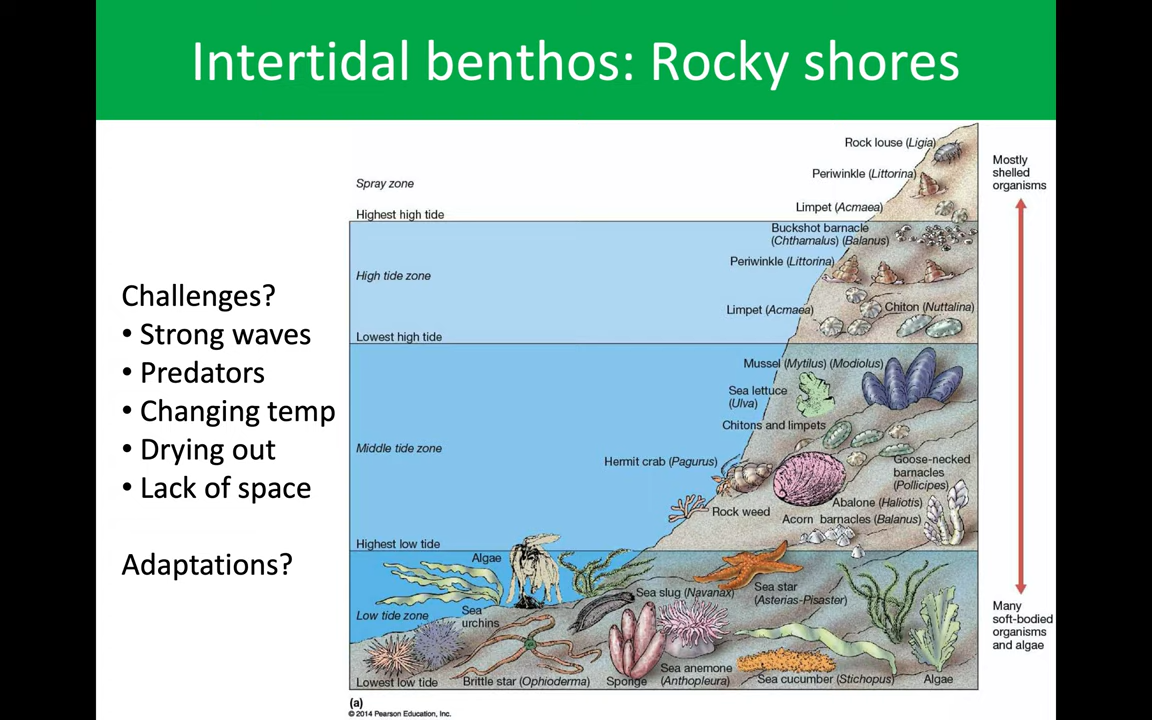 Intertidal benthos: Rocky shores
Challenges?
• Strong waves
• Predators
• Changing temp
• Drying out
• Lack of space
Adaptations?
Rock louse (Ligia)
Periwinkle (Littorina)
Spray zone
Limpet (Acmaea)
Highest high tide
Buckshot barnacle
(Chthamalus) (Balanus)
Periwinkle (Littorina)
High tide zone
Limpet (Acmaea)
Chiton (Nuttalina)
Lowest high tide
Mussel (Mytilus) (Modiolus)
Sea lettuce
(Ulva)
Chitons and limpets
Middle tide zone
Hermit crab (Pagurus)
Goose-necked
barnacles
(Pollicipes)
Abalone (Haliotis)
Rock weed
Acorn barnacles (Balanus)
Highest low tide
Algae
Sea slug (Navanax)
Sea star
(Asterias-Pisaster)
Low tide zone
Sea
urchins
Lowest low tide
Brittle star (Ophioderma)
Sponge
Sea anemone
(Anthopleura)
Sea cucumber (Stichopus)
Algae
Mostly
shelled
organisms
Many
soft-bodied
organisms
and algae
(a)
© 2014 Pearson Education, Inc.